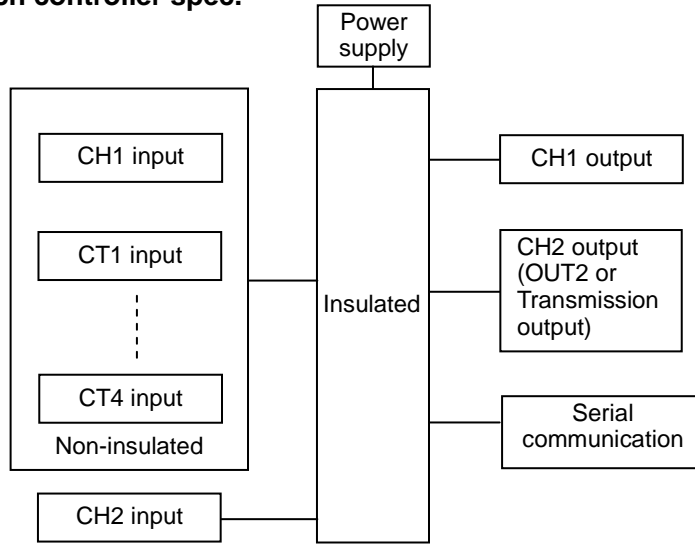 controller spec.
Power
supply
CH1 input
CT1 input
CT4 input
Non-insulated
CH2 input
Insulated
CH1 output
CH2 output
(OUT2 or
Transmission
output)
Serial
communication